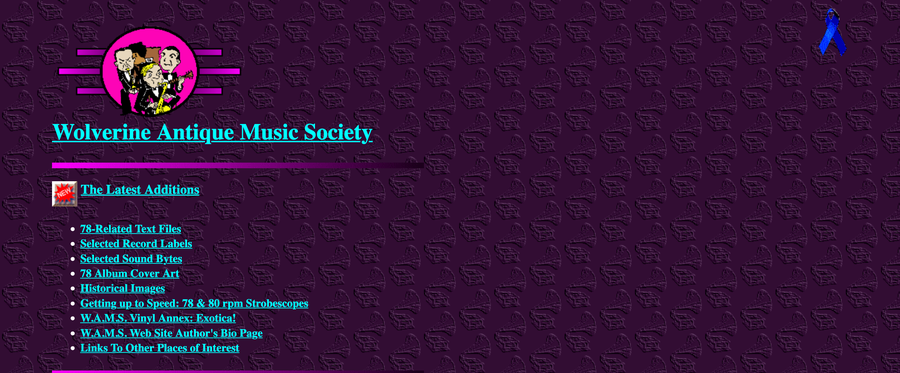 Wolverine Antique Music Society
NEW
The Latest Additions
78-Related Text Files
Selected Record Labels
Selected Sound Bytes
78 Album Cover Art
Historical Images
Getting up to Speed: 78 & 80 rpm Strobescopes
W.A.M.S. Vinyl Annex: Exotica!
W.A.M.S. Web Site Author's Bio Page
Links To Other Places of Interest